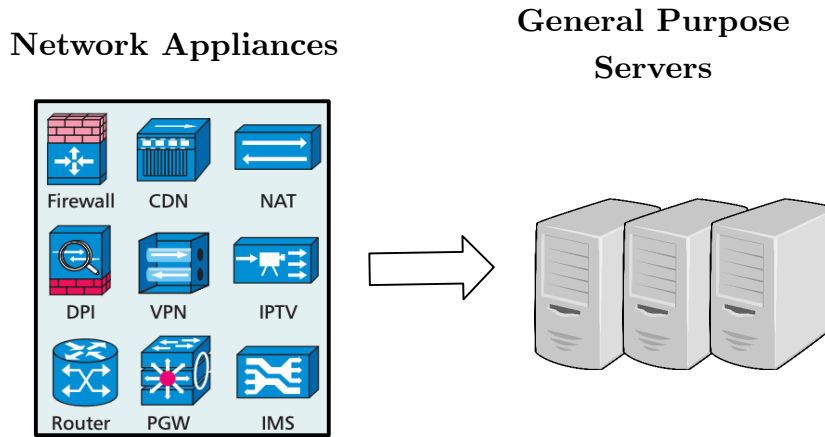 Network Appliances
General Purpose
Servers
Firewall CDN NAT
DPI VPN IPTV
Router PGW IMS